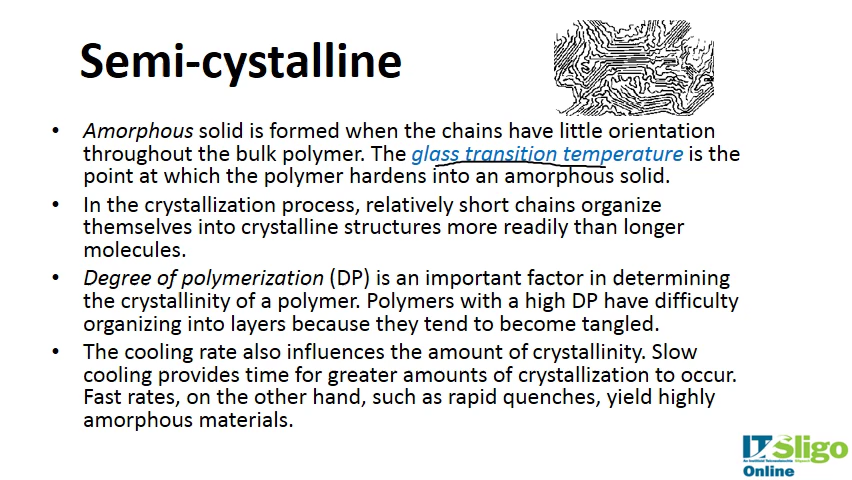 Semi-cystalline
• Amorphous solid is formed when the chains have little orientation
throughout the bulk polymer. The glass transition temperature is the
point at which the polymer hardens into an amorphous solid.
• In the crystallization process, relatively short chains organize
themselves into crystalline structures more readily than longer
molecules.
• Degree of polymerization (DP) is an important factor in determining
the crystallinity of a polymer. Polymers with a high DP have difficulty
organizing into layers because they tend to become tangled.
• The cooling rate also influences the amount of crystallinity. Slow
cooling provides time for greater amounts of crystallization to occur.
Fast rates, on the other hand, such as rapid quenches, yield highly
amorphous materials.
IT Sligo
Online